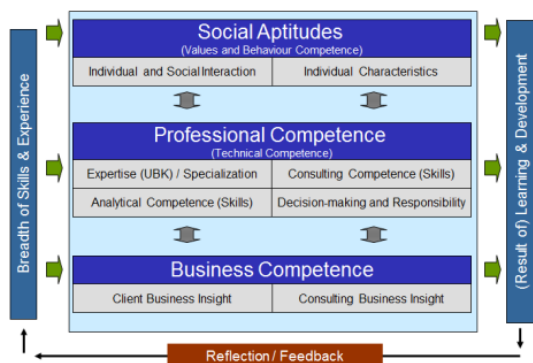 Breadth of Skills & Experience
Social Aptitudes
(Values and Behaviour Competence)
Individual and Social Interaction
Individual Characteristics
Professional Competence
(Technical Competence)
Expertise (UBK) / Specialization
Consulting Competence (Skills)
Analytical Competence (Skills)
Decision-making and Responsibility
Business Competence
Client Business Insight
Consulting Business Insight
(Result of) Learning & Development
Reflection / Feedback